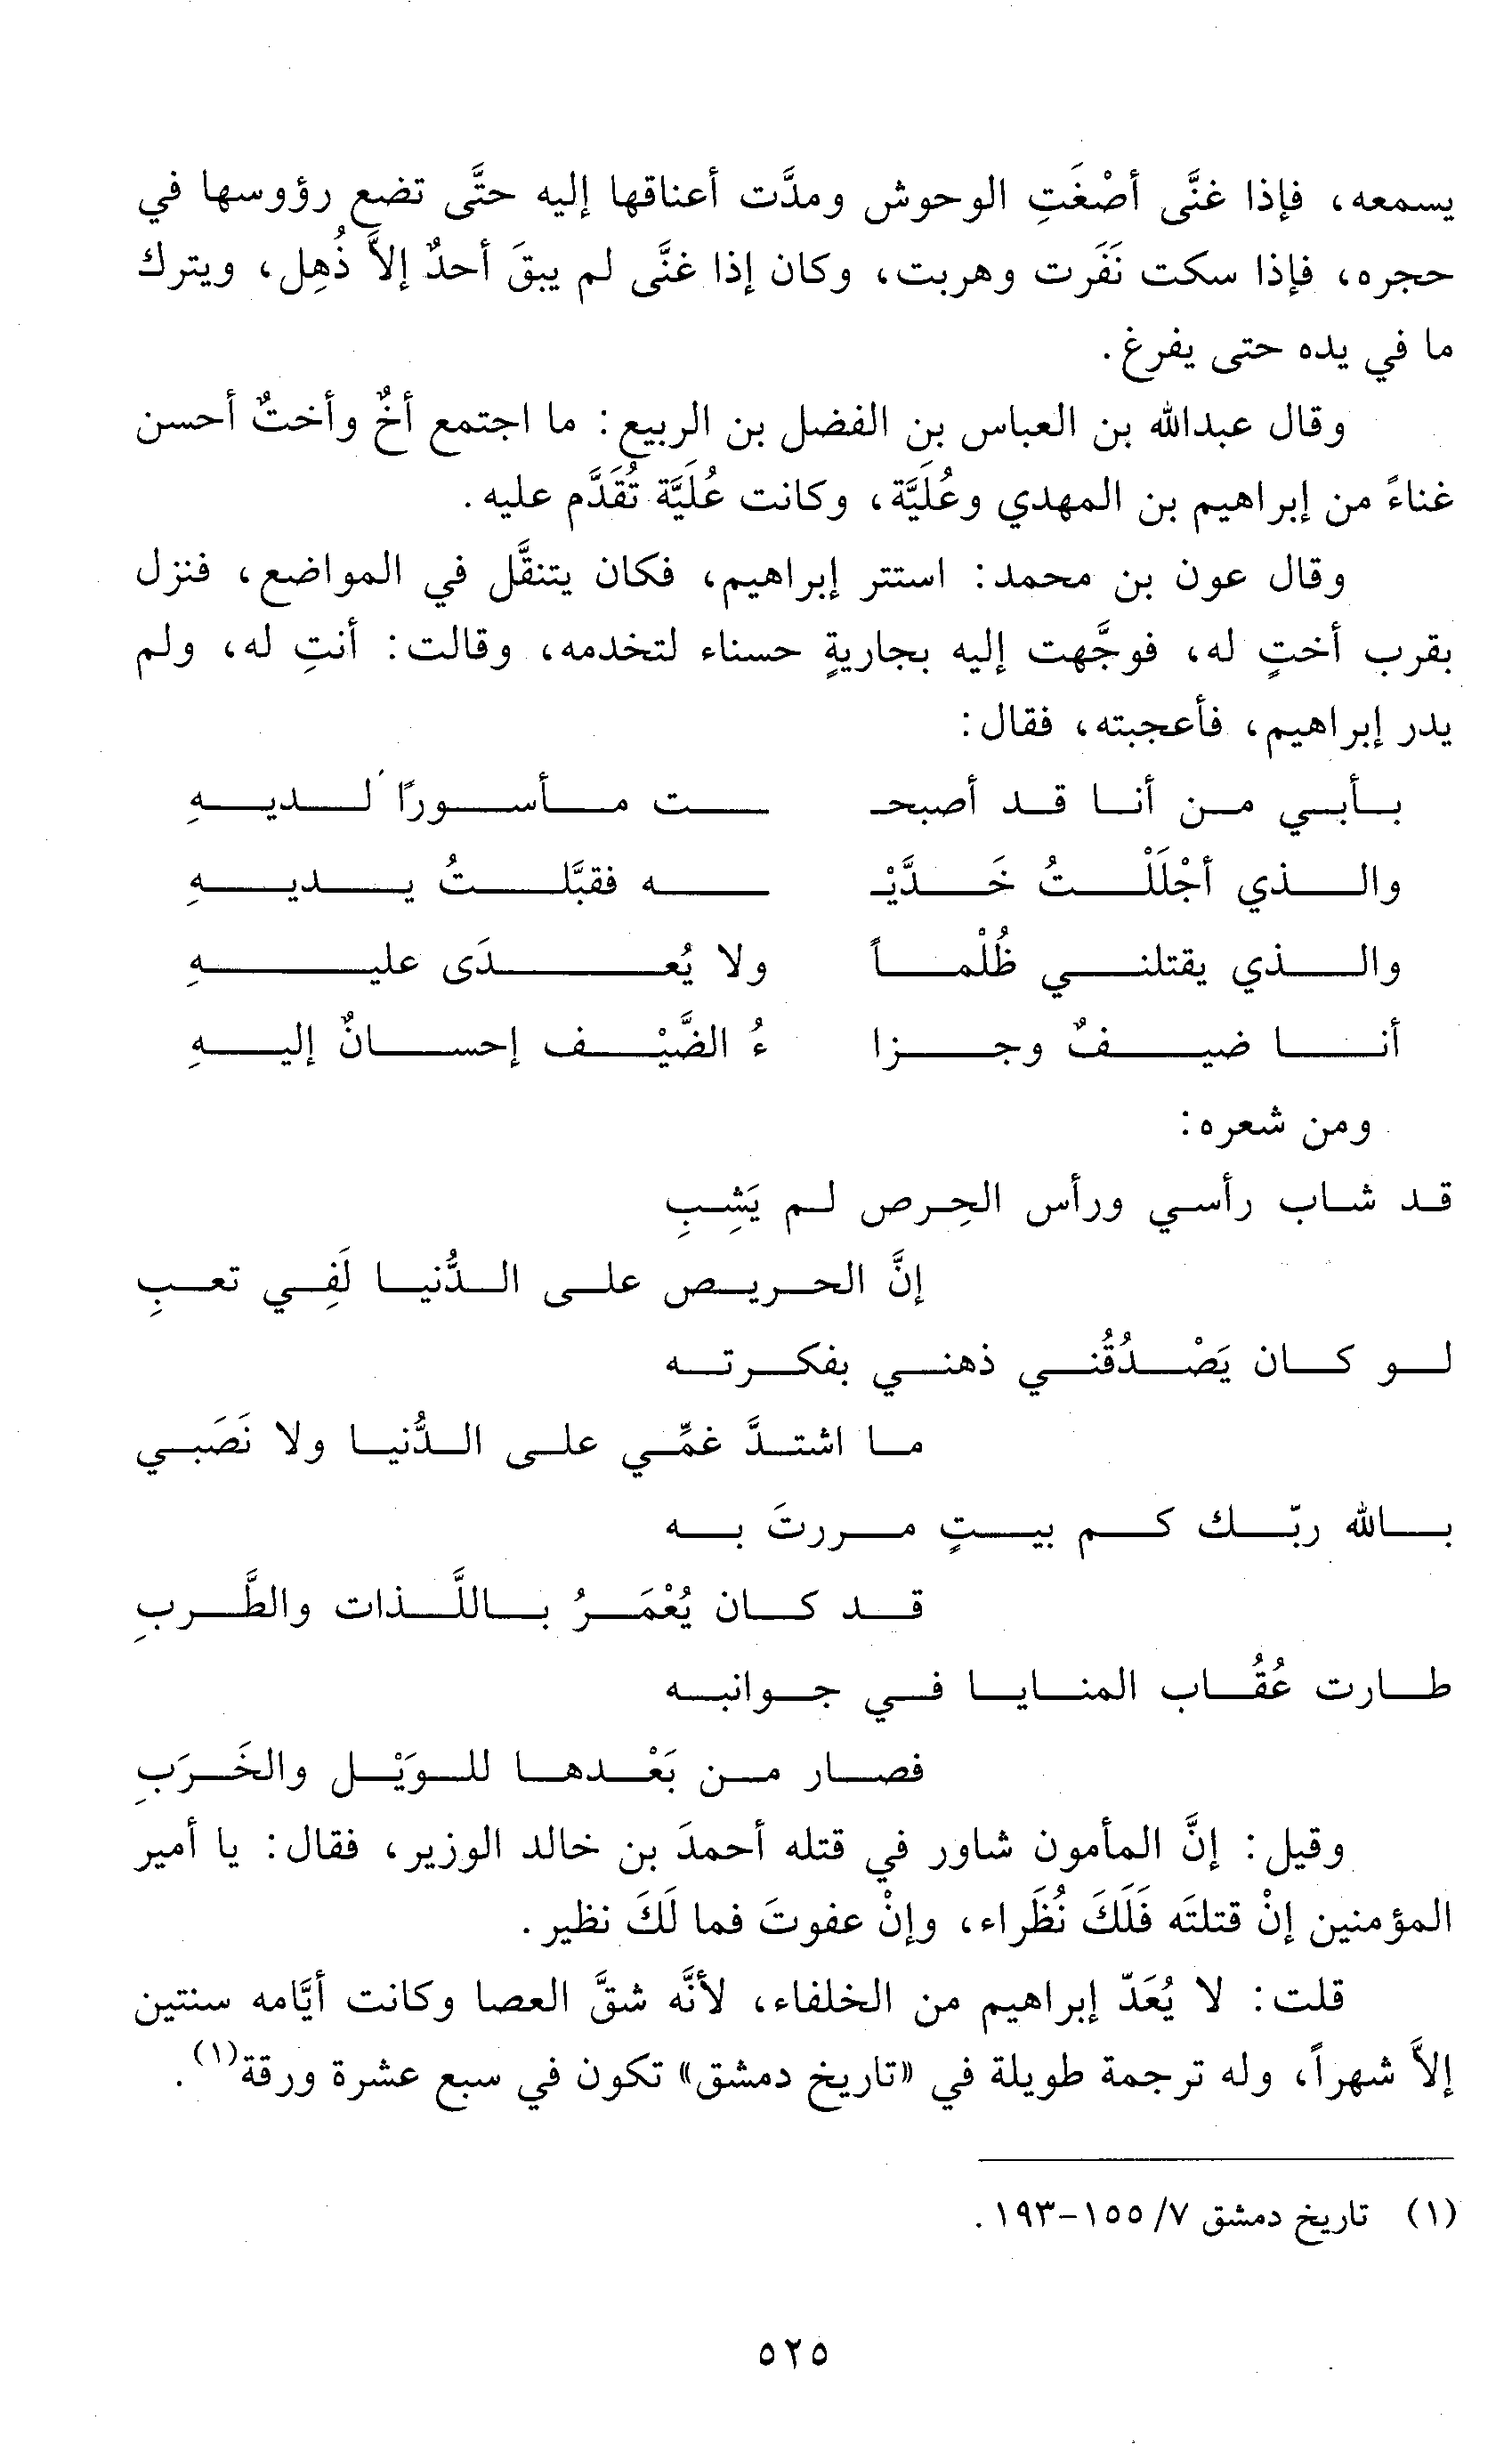 يسمعه، فإذا غنَّى أصْغَتِ الوحوش ومدَّت أعناقها إليه حتَّى تضع رؤوسها في
حجره، فإذا سكت نَفَرت وهربت، وكان إذا غنَّى لم يبقَ أحدٌ إلاَّ ذُهِل، ويترك
ما في يده حتى يفرغ.
وقال عبدالله بن العباس بن الفضل بن الربيع: ما اجتمع أخٌ وأختٌ أحسن
غناءً من إبراهيم بن المهدي وعُلَيَّة، وكانت عُلَيَّة تُقَدَّم عليه.
وقال عون بن محمد: استتر إبراهيم، فكان يتنقَّل في المواضع، فنزل
بقرب أختٍ له، فوجَّهت إليه بجاريةٍ حسناء لتخدمه، وقالت: أنتِ له، ولم
يدر إبراهيم، فأعجبته، فقال:
بأبي من أنا قد أصبحـ ـت مأسورًا لديهِ
والذي أجْلَلْتُ خَدَّيْـ ـه فقبَّلتُ يديهِ
والذي يقتلني ظُلْماً ولا يُعدَى عليهِ
أنا ضيفٌ وجزا ءُ الضَّيْف إحسانٌ إليهِ
ومن شعره:
قد شاب رأسي ورأس الحِرص لم يَشِبِ
إنَّ الحريص على الدُّنيا لَفِي تعبِ
لو كان يَصْدُقُني ذهني بفكرته
ما اشتدَّ غمِّي على الدُّنيا ولا نَصَبي
بالله ربّك كم بيتٍ مررتَ به
قد كان يُعْمَرُ باللَّذات والطَّربِ
طارت عُقُاب المنايا في جوانبه
فصار من بَعْدها للوَيْل والخَرَبِ
وقيل: إنَّ المأمون شاور في قتله أحمدَ بن خالد الوزير، فقال: يا أمير
المؤمنين إنْ قتلتَه فَلَكَ نُظَراء، وإنْ عفوتَ فما لَكَ نظير.
قلت: لا يُعَدّ إبراهيم من الخلفاء، لأنَّه شقَّ العصا وكانت أيَّامه سنتين
إلاَّ شهراً، وله ترجمة طويلة في «تاريخ دمشق» تكون في سبع عشرة ورقة(١).
(١) تاريخ دمشق ٧/ ١٥٥-١٩٣.
٥٢٥